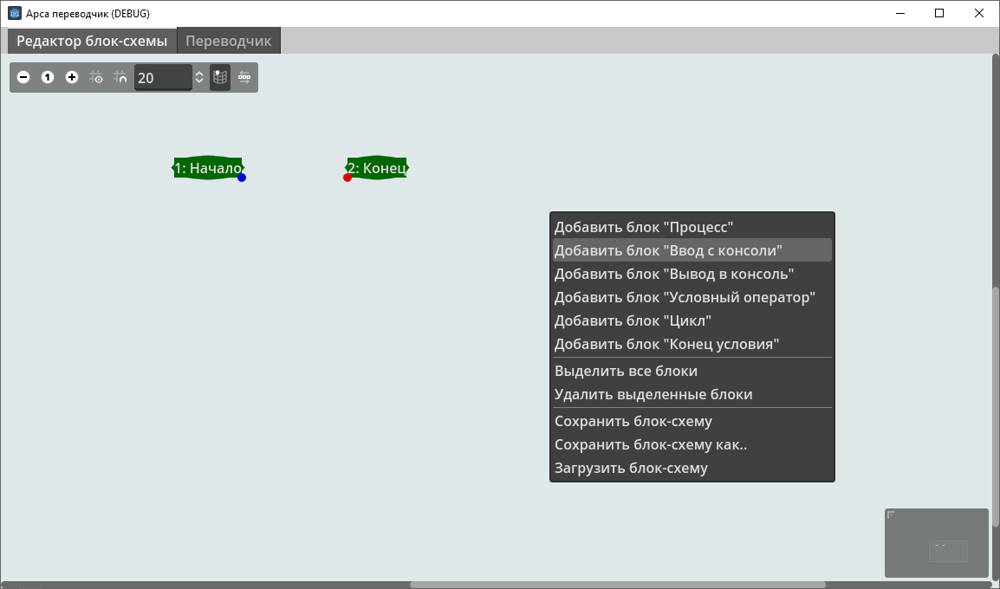 Арса переводчик (DEBUG)
Редактор блок-схемы Переводчик
1 20
1: Начало 2: Конец
Добавить блок "Процесс"
Добавить блок "Ввод с консоли"
Добавить блок "Вывод в консоль"
Добавить блок "Условный оператор"
Добавить блок "Цикл"
Добавить блок "Конец условия"
Выделить все блоки
Удалить выделенные блоки
Сохранить блок-схему
Сохранить блок-схему как..
Загрузить блок-схему